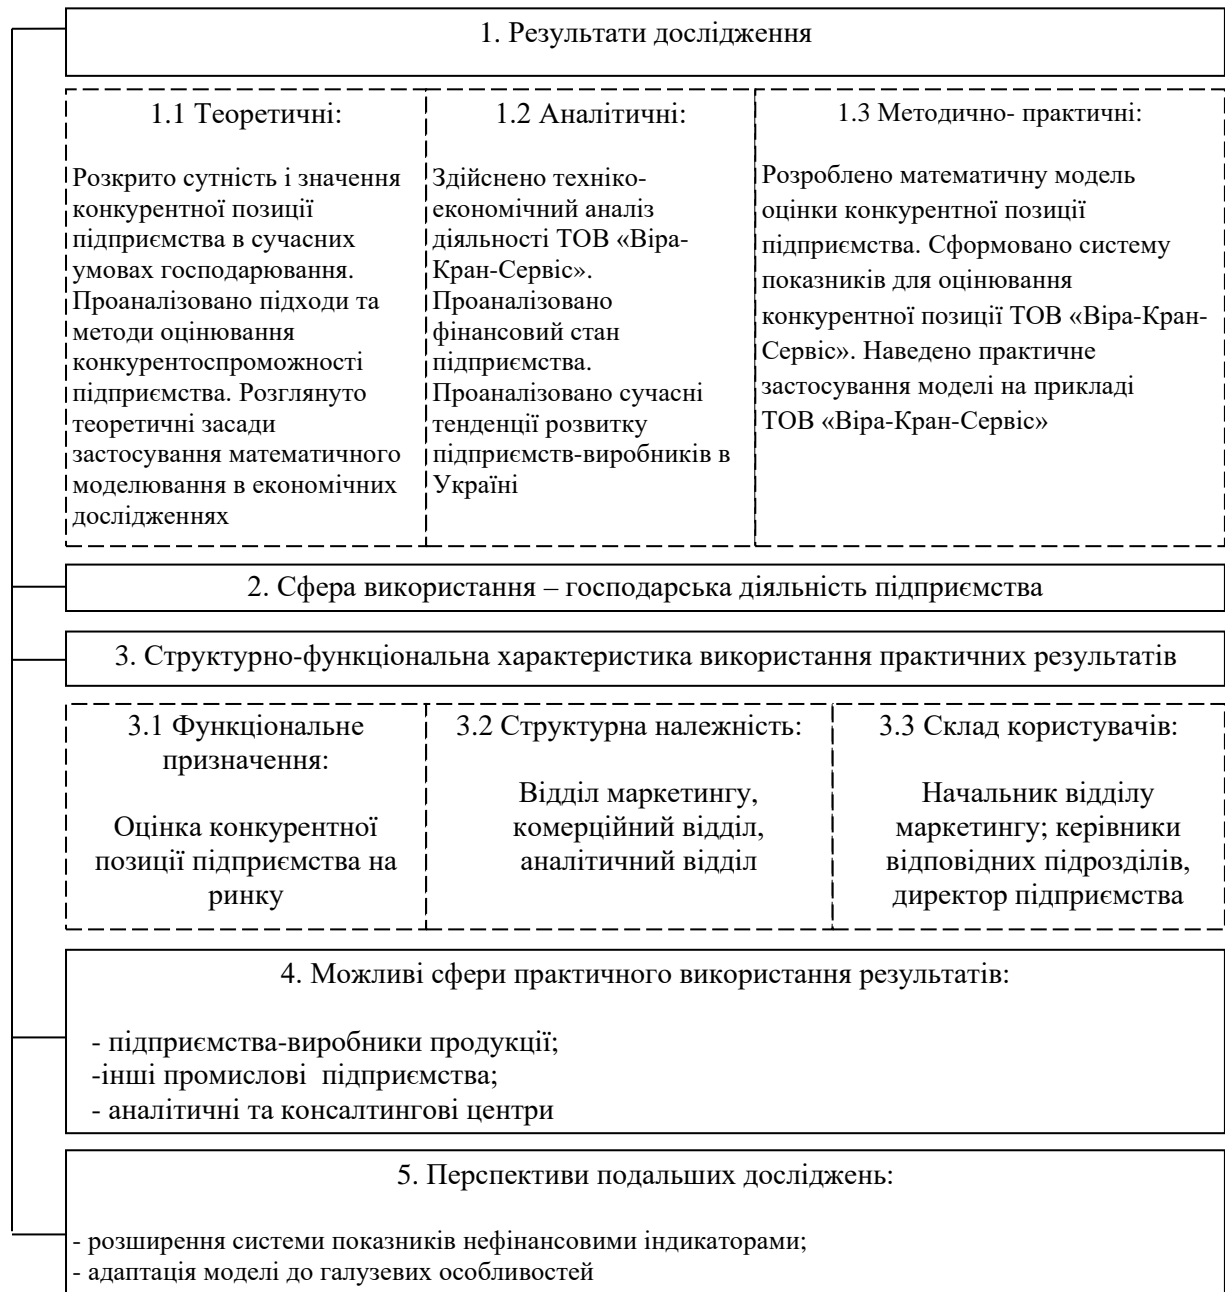 1. Результати дослідження
1.1 Теоретичні:
Розкрито сутність і значення
конкурентної позиції
підприємства в сучасних
умовах господарювання.
Проаналізовано підходи та
методи оцінювання
конкурентоспроможності
підприємства. Розглянуто
теоретичні засади
застосування математичного
моделювання в економічних
дослідженнях
1.2 Аналітичні:
Здійснено техніко-
економічний аналіз
діяльності ТОВ «Віра-
Кран-Сервіс».
Проаналізовано
фінансовий стан
підприємства.
Проаналізовано сучасні
тенденції розвитку
підприємств-виробників в
Україні
1.3 Методично- практичні:
Розроблено математичну модель
оцінки конкурентної позиції
підприємства. Сформовано систему
показників для оцінювання
конкурентної позиції ТОВ «Віра-Кран-
Сервіс». Наведено практичне
застосування моделі на прикладі
ТОВ «Віра-Кран-Сервіс»
2. Сфера використання – господарська діяльність підприємства
3. Структурно-функціональна характеристика використання практичних результатів
3.1 Функціональне
призначення:
Оцінка конкурентної
позиції підприємства на
ринку
3.2 Структурна належність:
Відділ маркетингу,
комерційний відділ,
аналітичний відділ
3.3 Склад користувачів:
Начальник відділу
маркетингу; керівники
відповідних підрозділів,
директор підприємства
4. Можливі сфери практичного використання результатів:
- підприємства-виробники продукції;
-інші промислові підприємства;
- аналітичні та консалтингові центри
5. Перспективи подальших досліджень:
- розширення системи показників нефінансовими індикаторами;
- адаптація моделі до галузевих особливостей